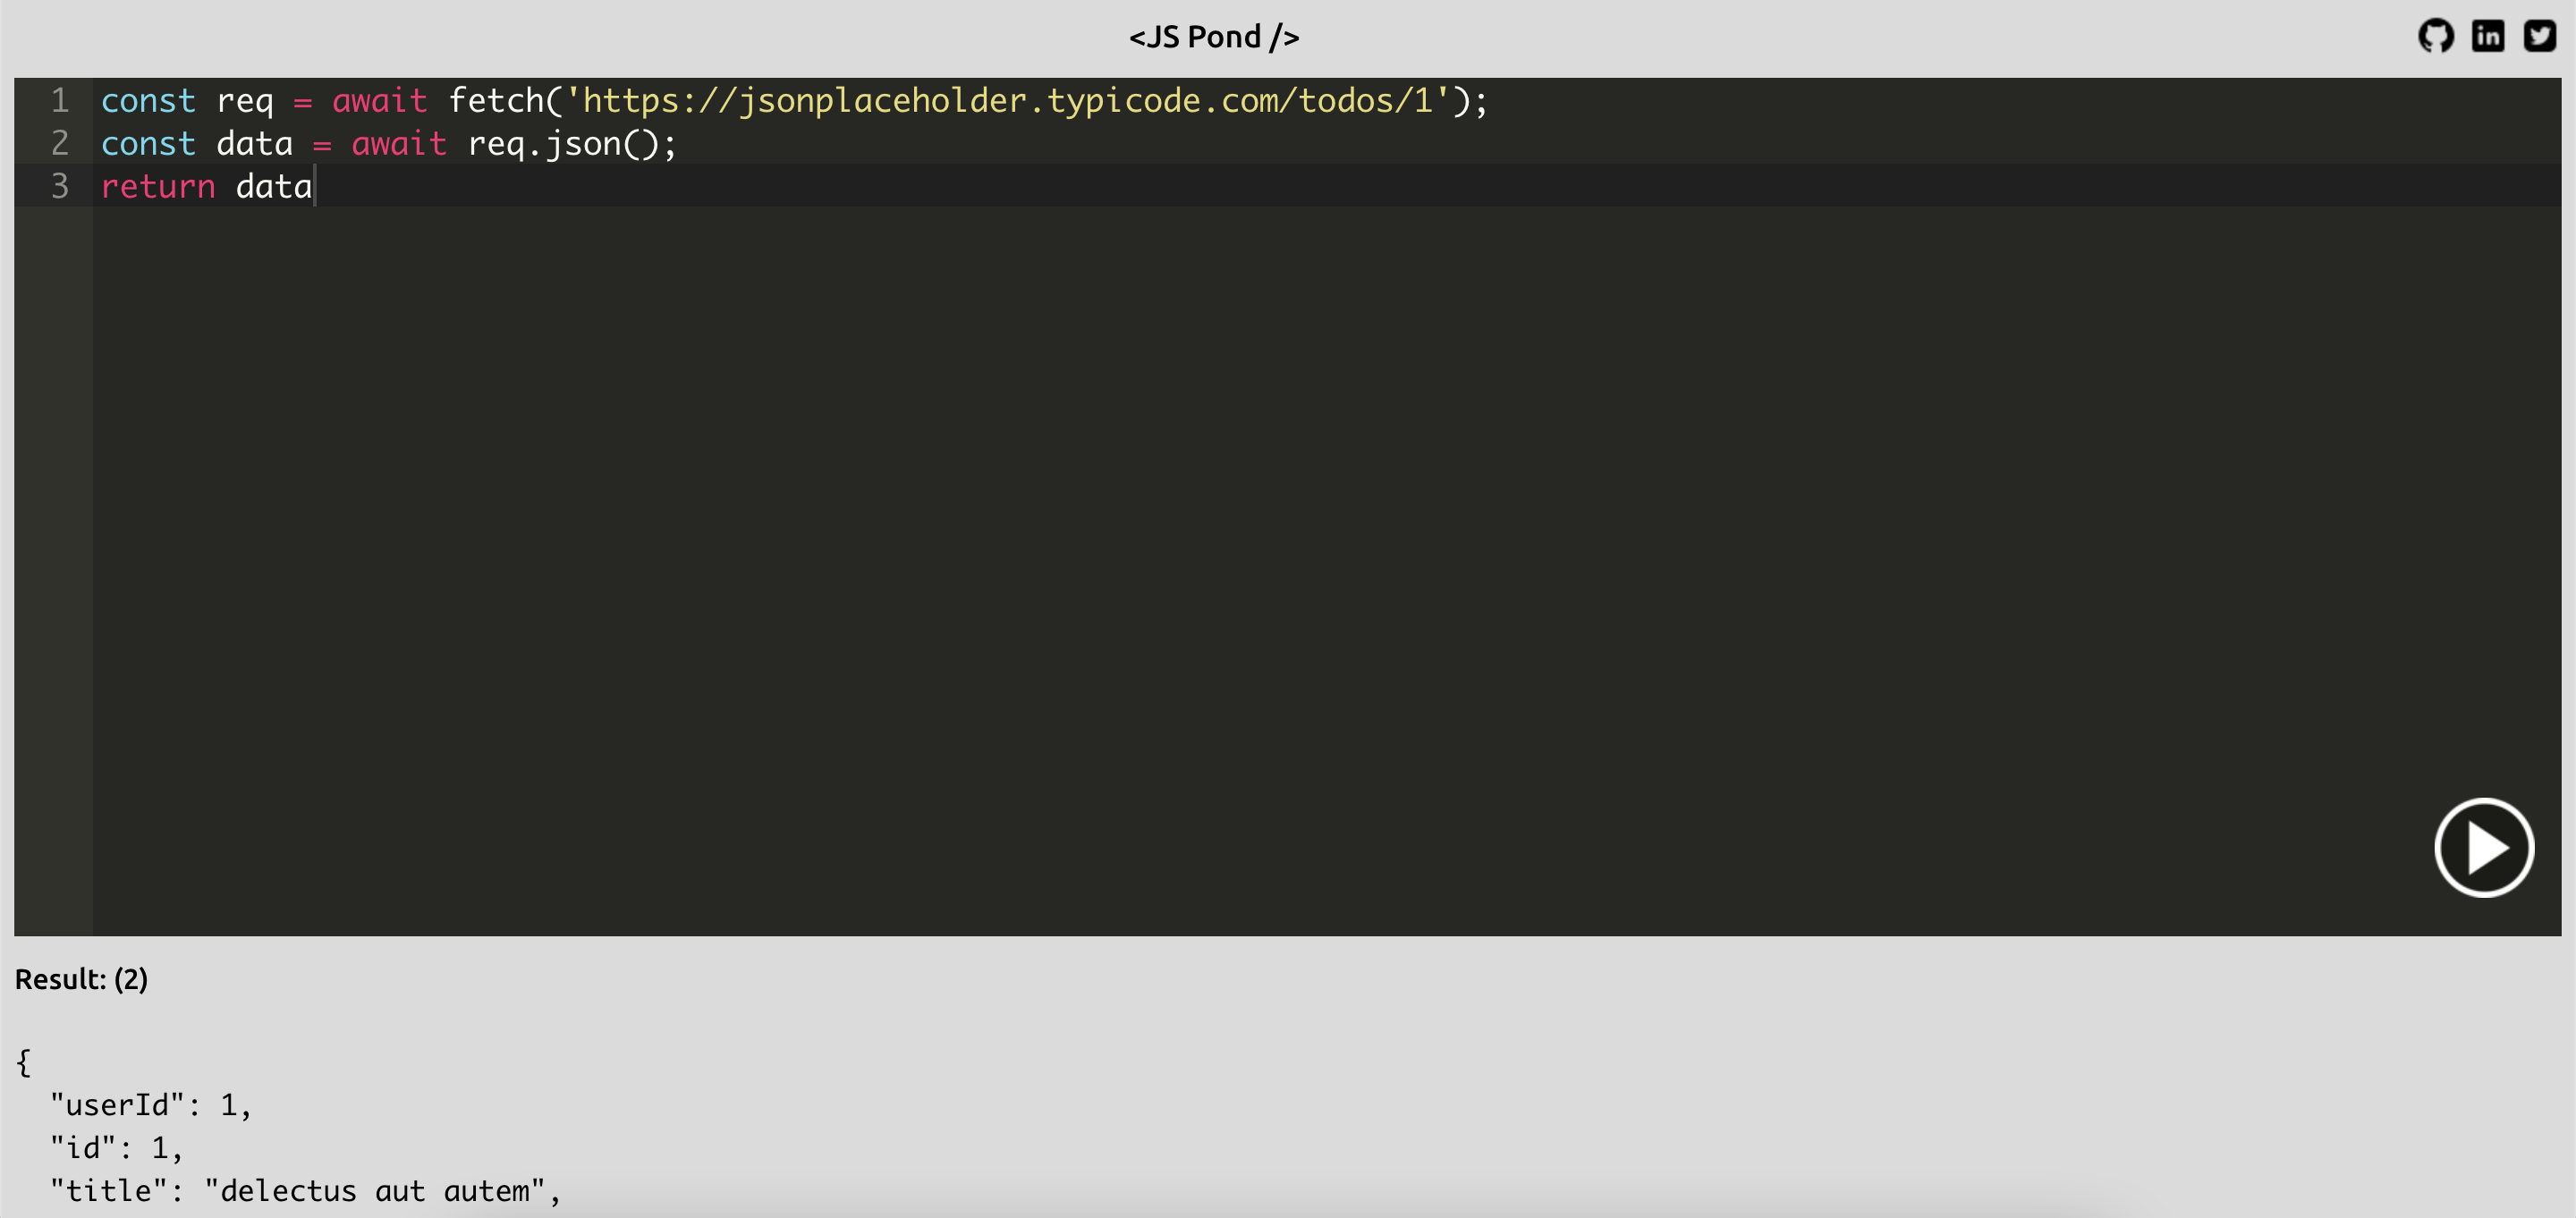 <JS Pond />
1 const req = await fetch('https://jsonplaceholder.typicode.com/todos/1');
2 const data = await req.json();
3 return data
Result: (2)
{
  "userId": 1,
  "id": 1,
  "title": "delectus aut autem",